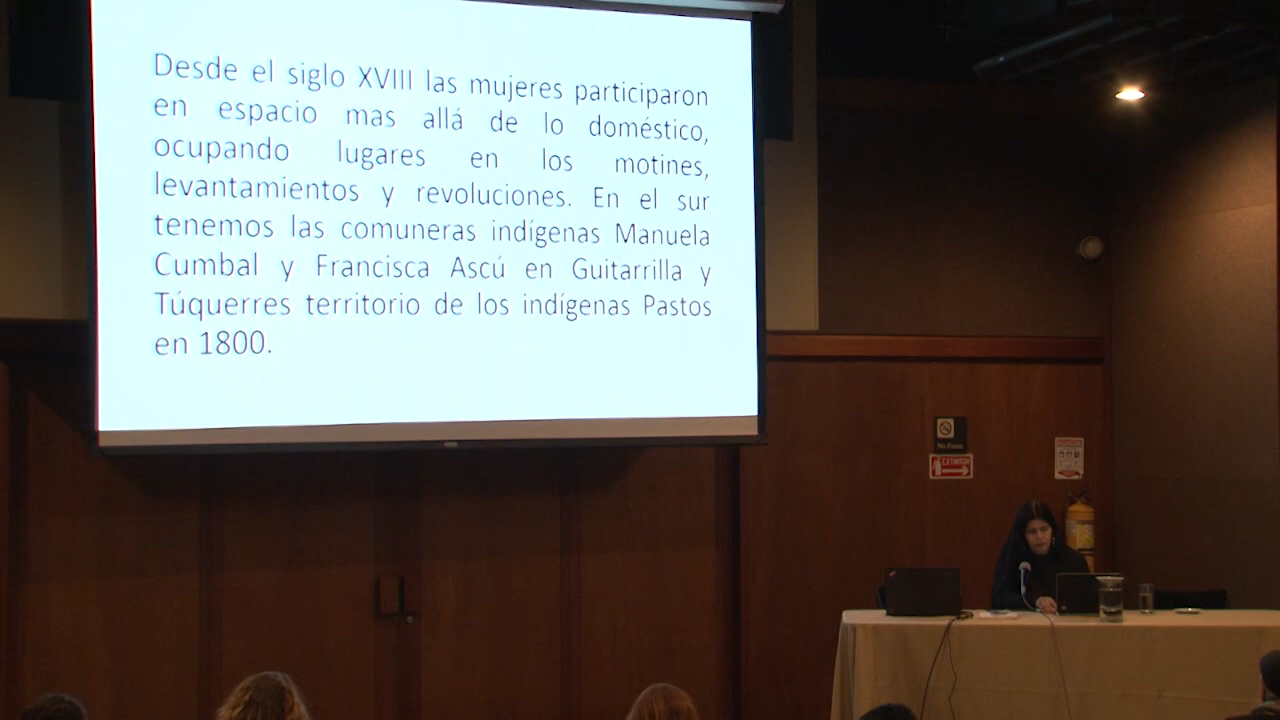 Desde el siglo XVIII las mujeres participaron
en espacio mas allá de lo doméstico,
ocupando lugares en los motines,
levantamientos y revoluciones. En el sur
tenemos las comuneras indígenas Manuela
Cumbal y Francisca Ascú en Guitarrilla y
Túquerres territorio de los indígenas Pastos
en 1800.
No Fumar
EXTINTOR